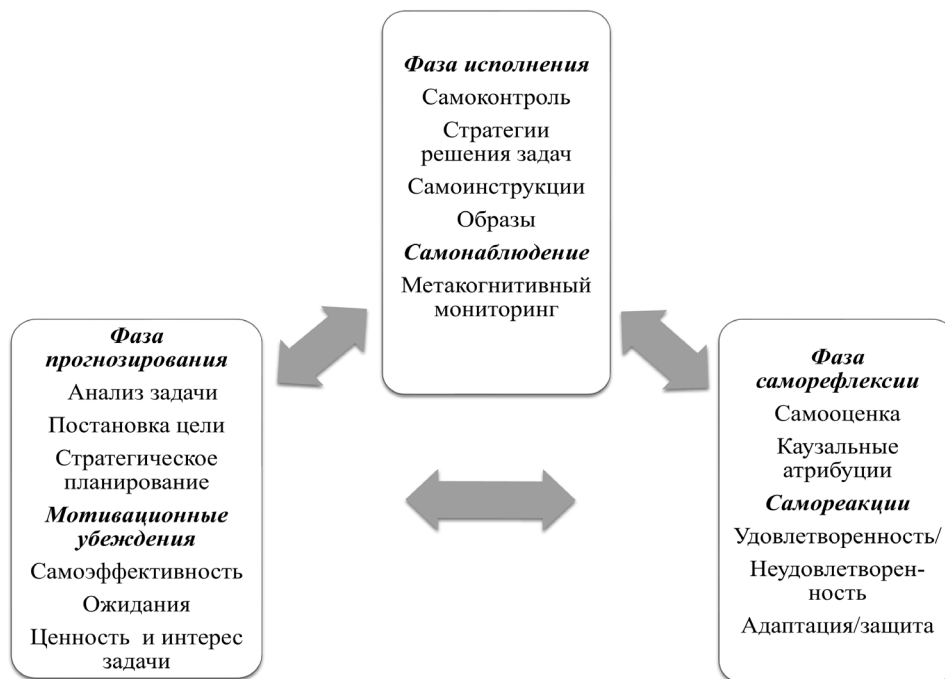 Фаза исполнения
Самоконтроль
Стратегии
решения задач
Самоинструкции
Образы
Самонаблюдение
Метакогнитивный
мониторинг
Фаза
прогнозирования
Анализ задачи
Постановка цели
Стратегическое
планирование
Мотивационные
убеждения
Самоэффективность
Ожидания
Ценность и интерес
задачи
Фаза
саморефлексии
Самооценка
Каузальные
атрибуции
Самореакции
Удовлетворенность/
Неудовлетворен-
ность
Адаптация/защита